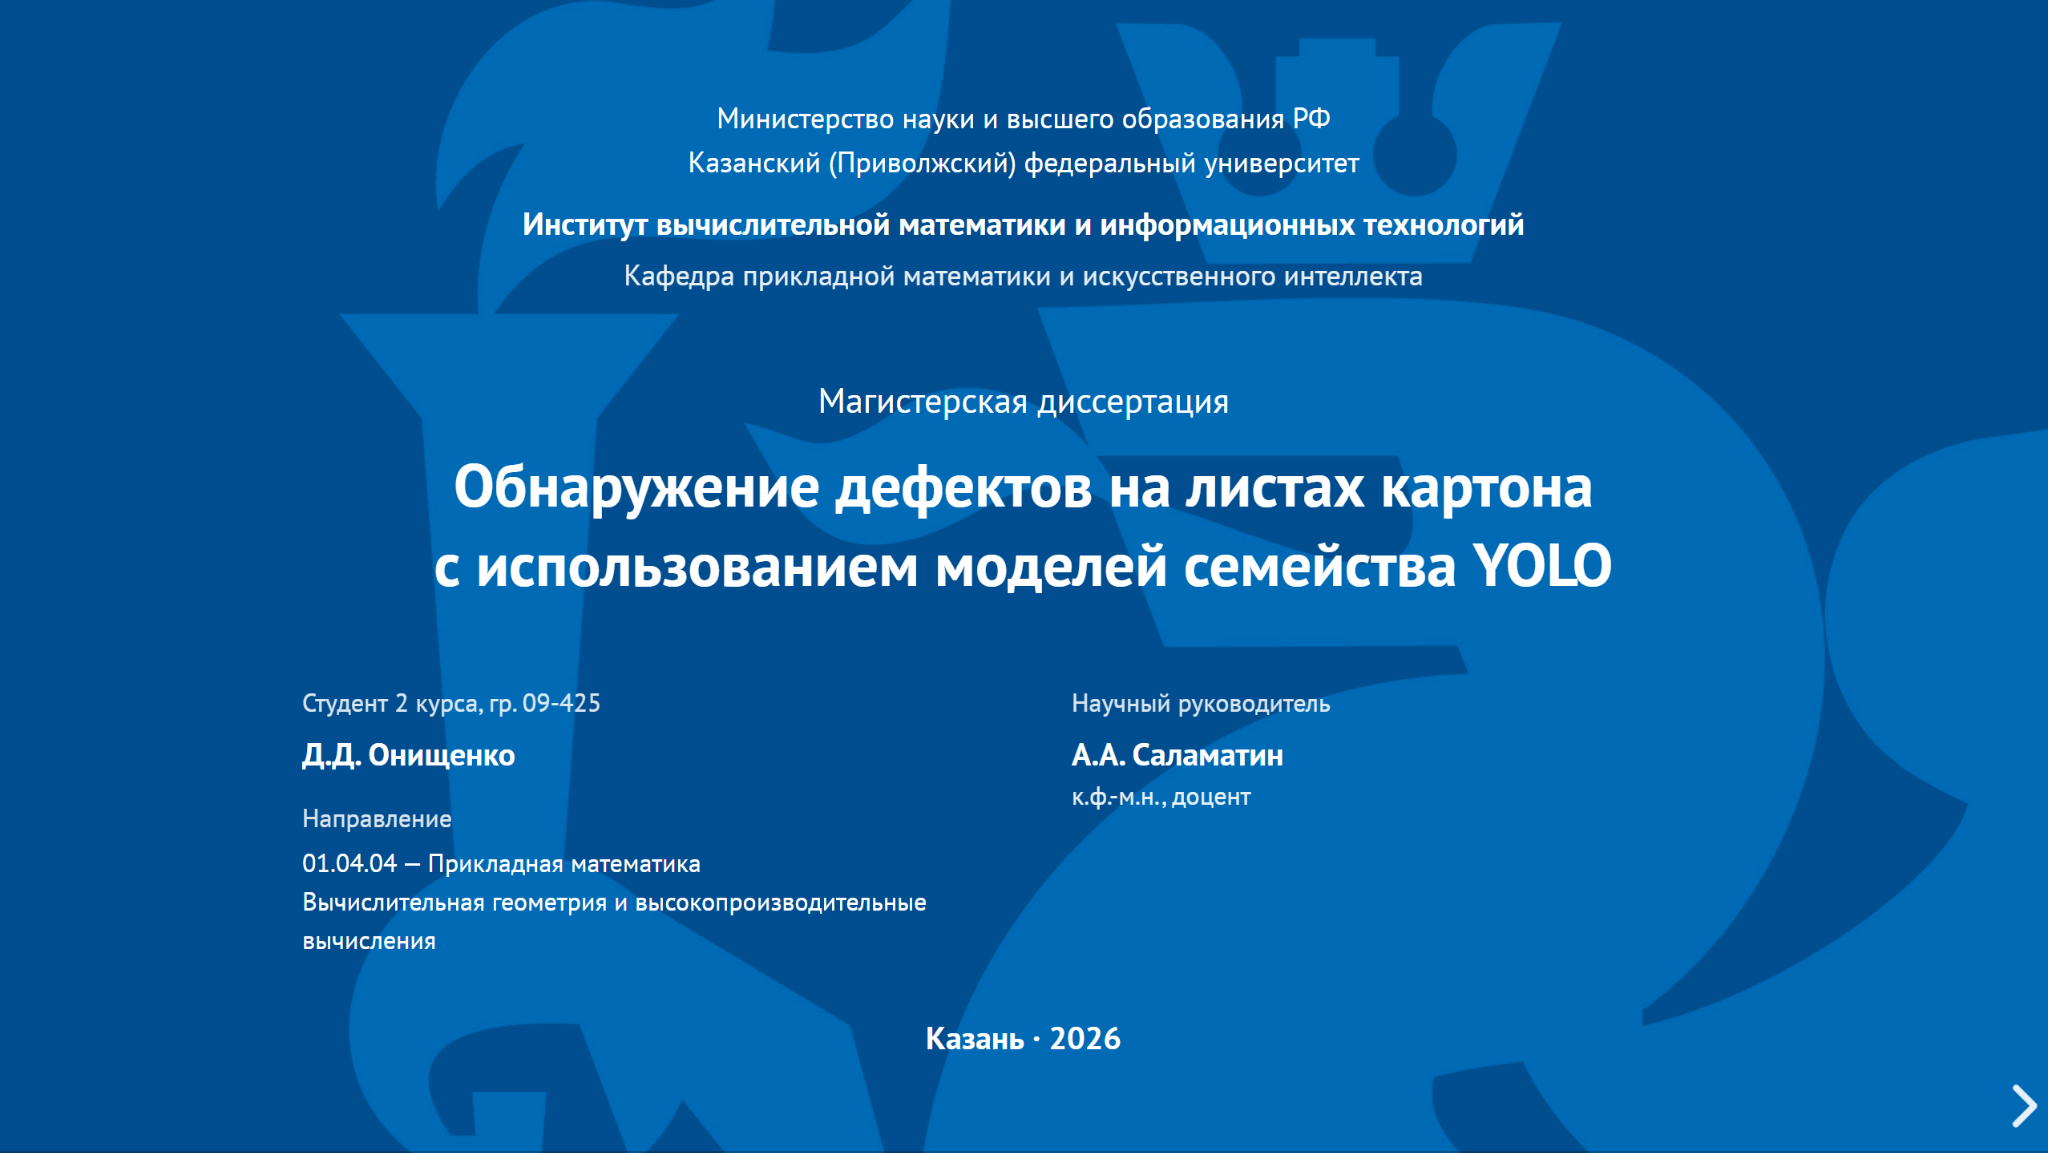 Министерство науки и высшего образования РФ
Казанский (Приволжский) федеральный университет
Институт вычислительной математики и информационных технологий
Кафедра прикладной математики и искусственного интеллекта
Магистерская диссертация
Обнаружение дефектов на листах картона
с использованием моделей семейства YOLO
Студент 2 курса, гр. 09-425
Д.Д. Онищенко
Направление
01.04.04 — Прикладная математика
Вычислительная геометрия и высокопроизводительные
вычисления
Научный руководитель
А.А. Саламатин
к.ф.-м.н., доцент
Казань · 2026